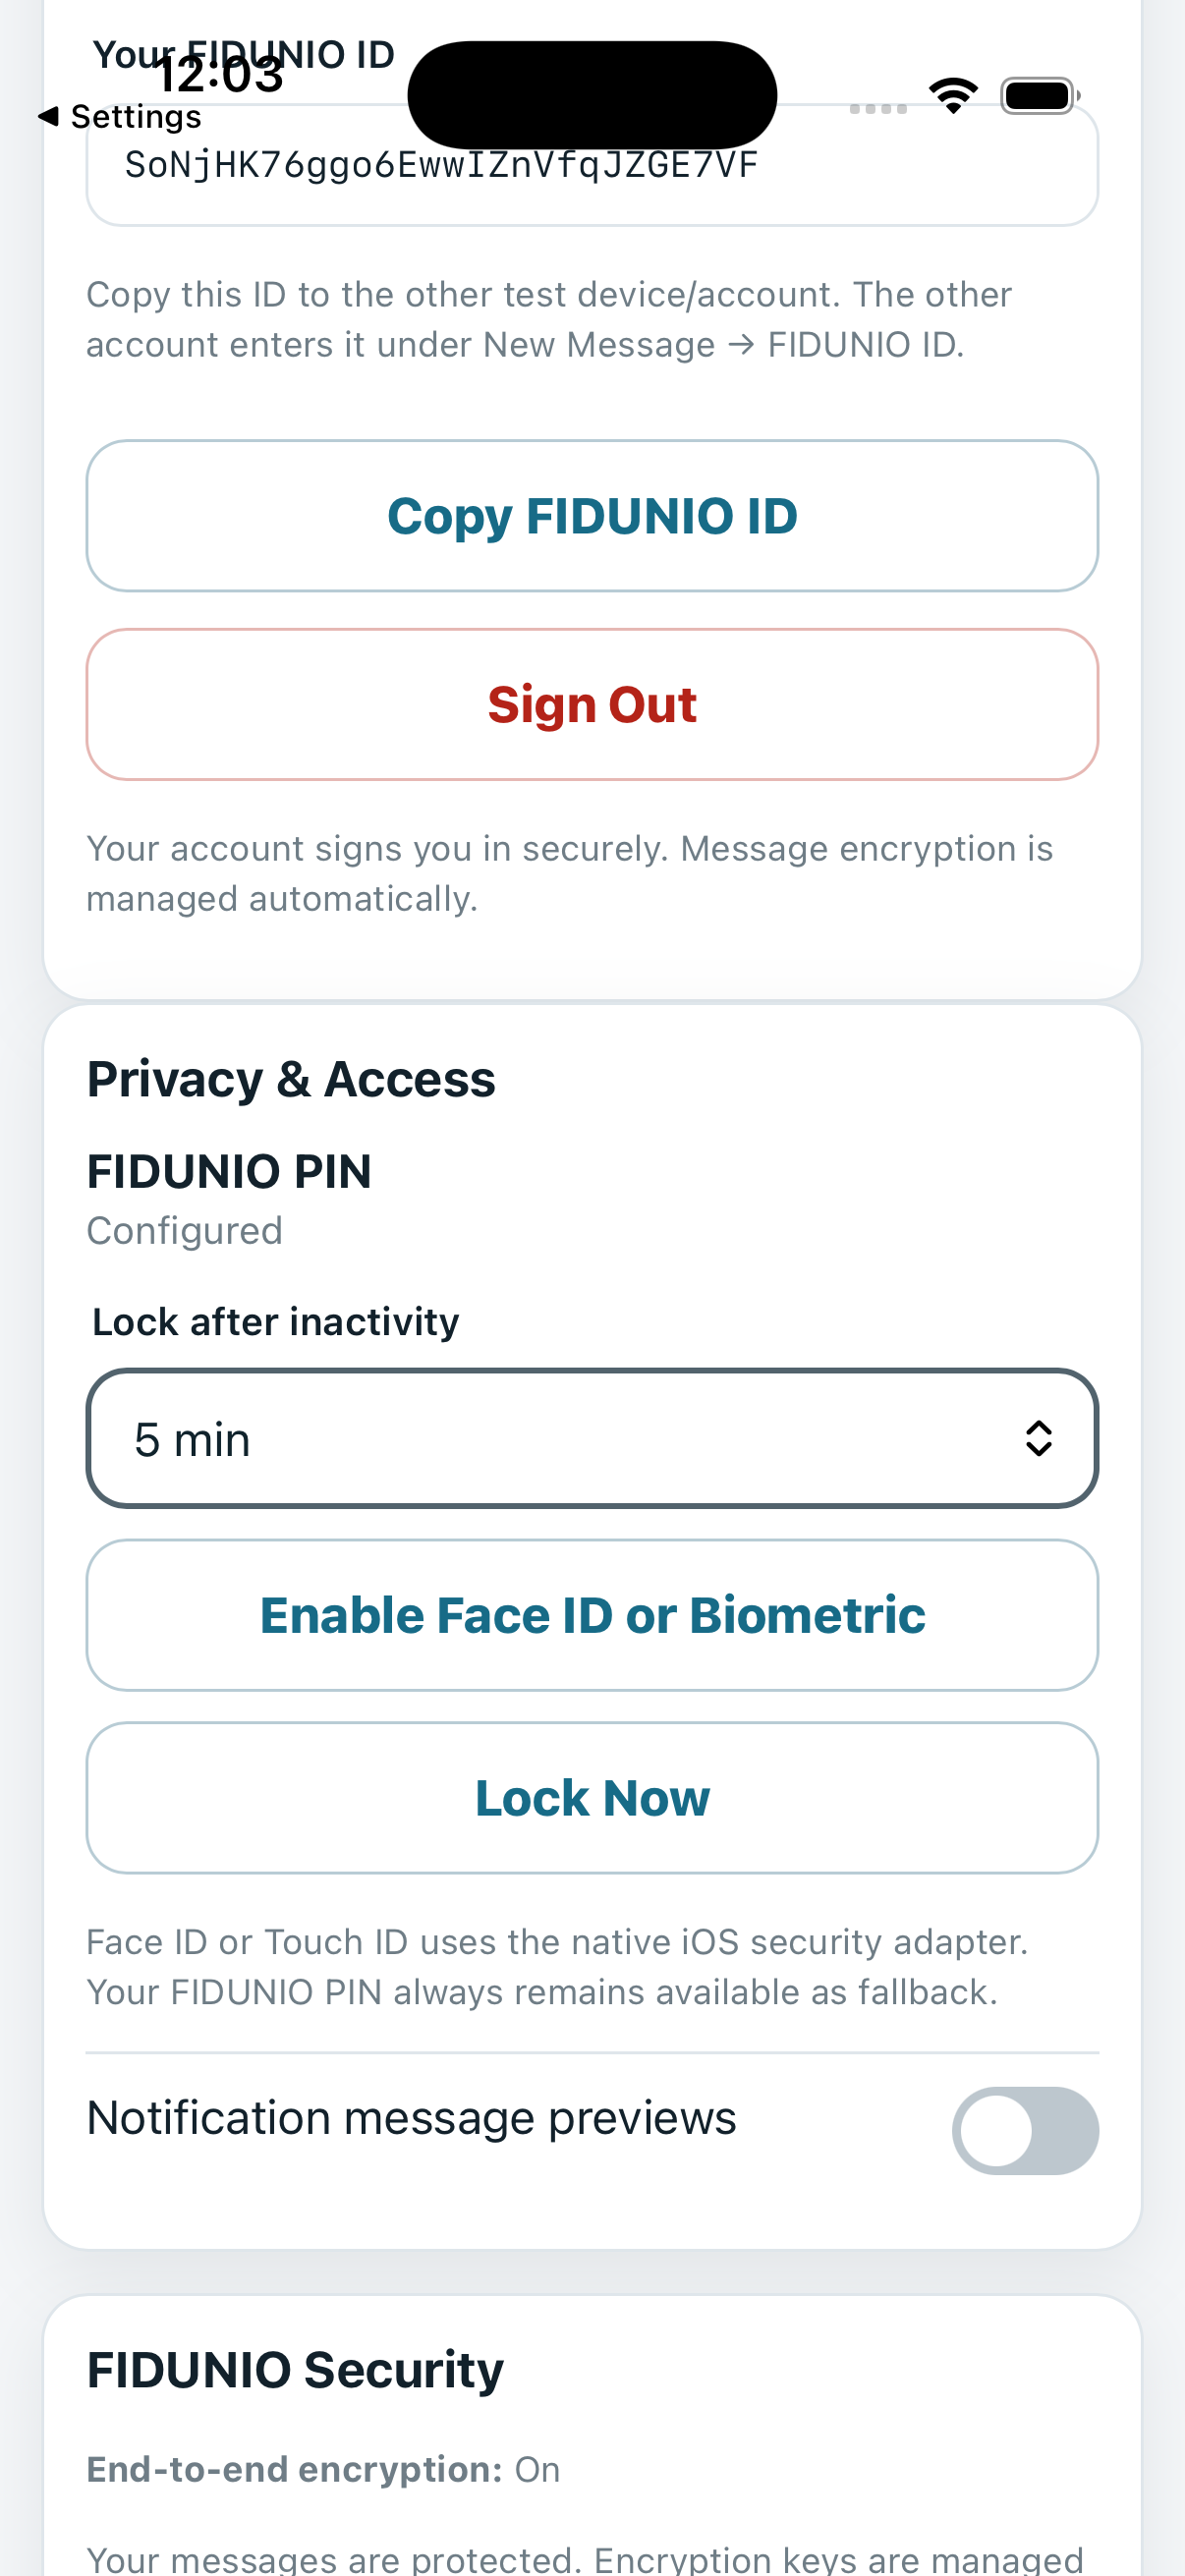 Your FIDUNIO ID
12:03
Settings
SoNjHK76ggo6EwwIZnVfqJZGE7VF
Copy this ID to the other test device/account. The other
account enters it under New Message → FIDUNIO ID.
Copy FIDUNIO ID
Sign Out
Your account signs you in securely. Message encryption is
managed automatically.
Privacy & Access
FIDUNIO PIN
Configured
Lock after inactivity
5 min
Enable Face ID or Biometric
Lock Now
Face ID or Touch ID uses the native iOS security adapter.
Your FIDUNIO PIN always remains available as fallback.
Notification message previews
FIDUNIO Security
End-to-end encryption: On
Your messages are protected. Encryption keys are managed